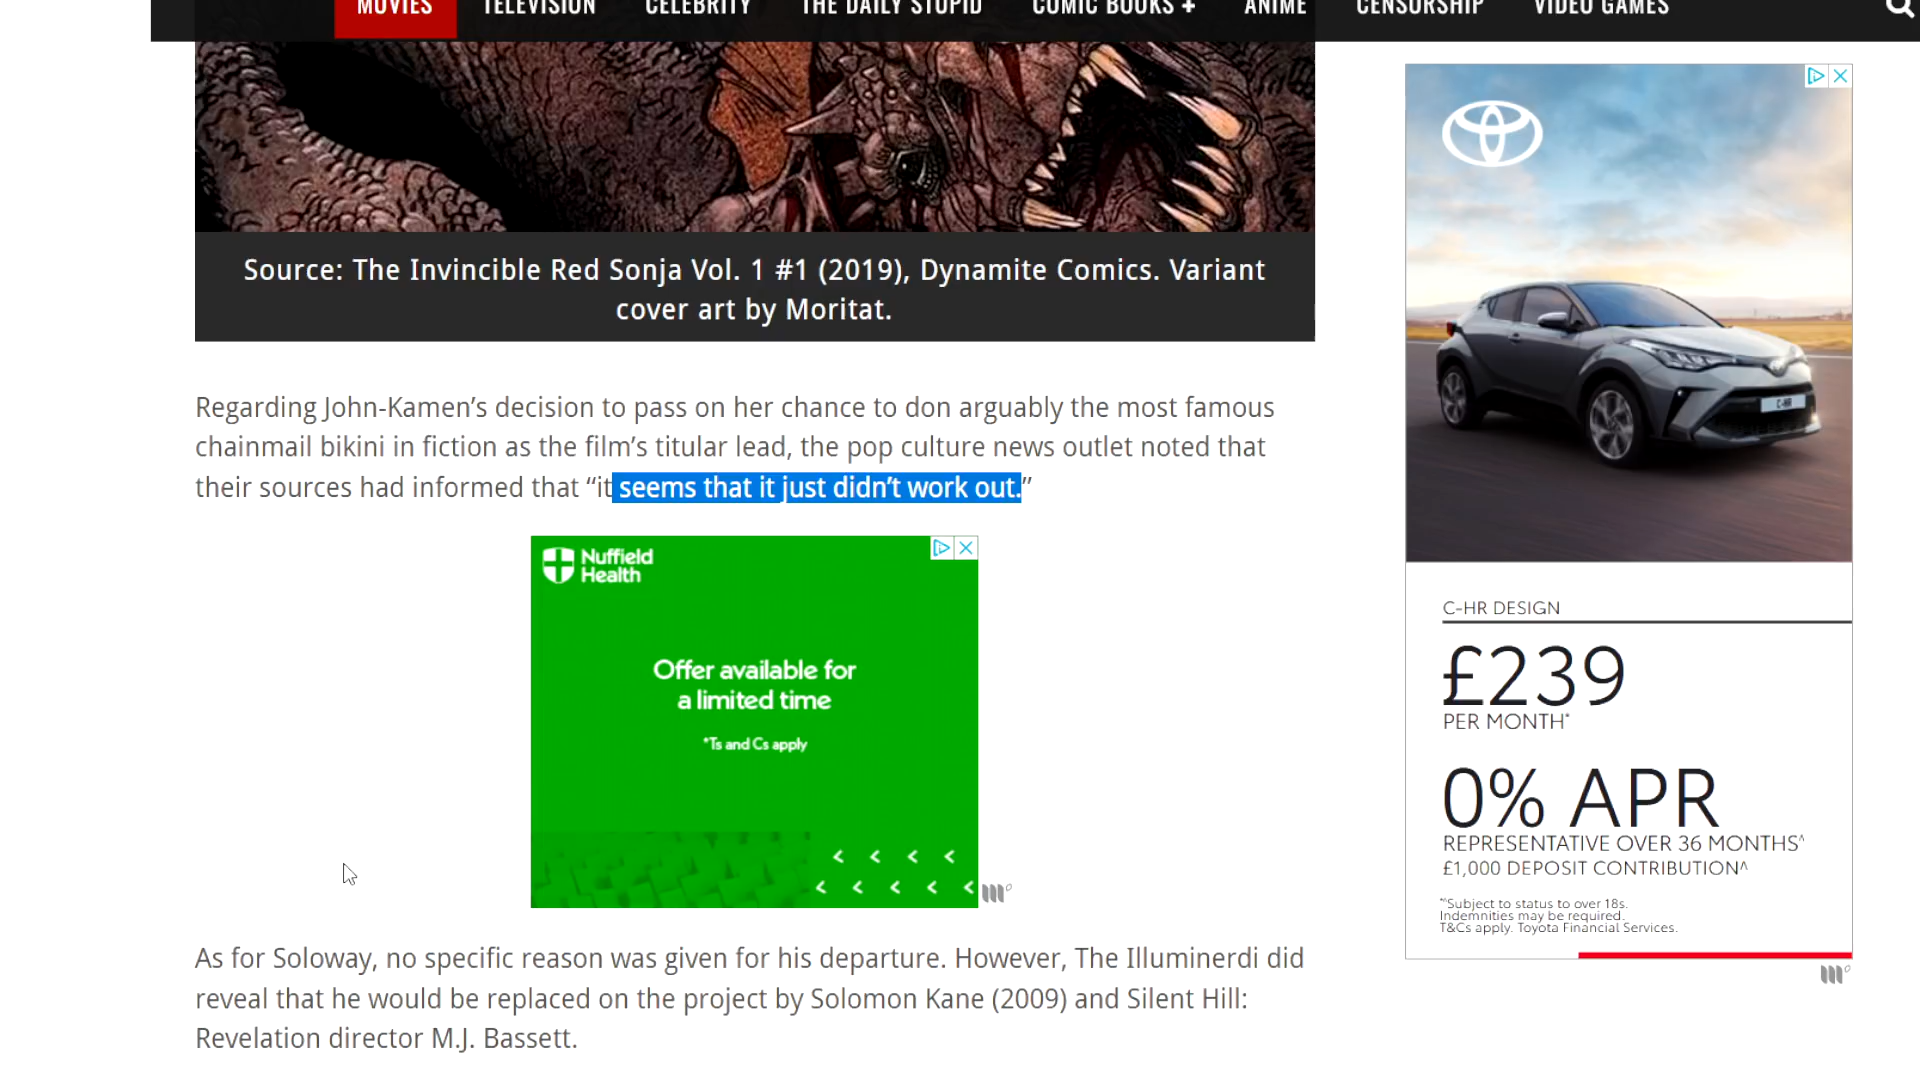 MOVIES TELEVISION CELEBRITY THE DAILY STUPID COMIC BOOKS + ANIME CENSORSHIP VIDEO GAMES
Source: The Invincible Red Sonja Vol. 1 #1 (2019), Dynamite Comics. Variant
cover art by Moritat.
Regarding John-Kamen’s decision to pass on her chance to don arguably the most famous
chainmail bikini in fiction as the film’s titular lead, the pop culture news outlet noted that
their sources had informed that “it seems that it just didn’t work out.”
Nuffield
Health
Offer available for
a limited time
*Ts and Cs apply
As for Soloway, no specific reason was given for his departure. However, The Illuminerdi did
reveal that he would be replaced on the project by Solomon Kane (2009) and Silent Hill:
Revelation director M.J. Bassett.
C-HR
C-HR DESIGN
£239
PER MONTH*
0% APR
REPRESENTATIVE OVER 36 MONTHS^
£1,000 DEPOSIT CONTRIBUTION^
*^Subject to status to over 18s.
Indemnities may be required.
T&Cs apply. Toyota Financial Services.